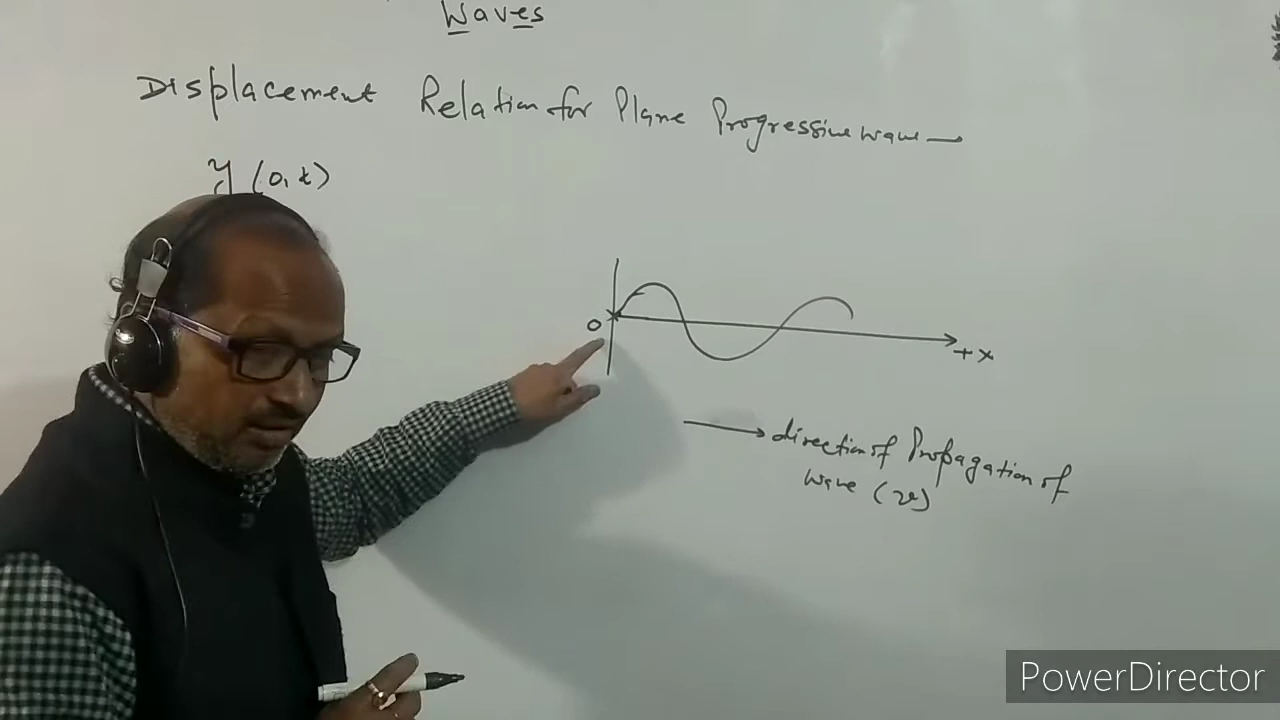 Waves
Displacement Relation for Plane Progressive wave
y (0, t)
0
+ x
direction of Propagation of
wave (v)
PowerDirector